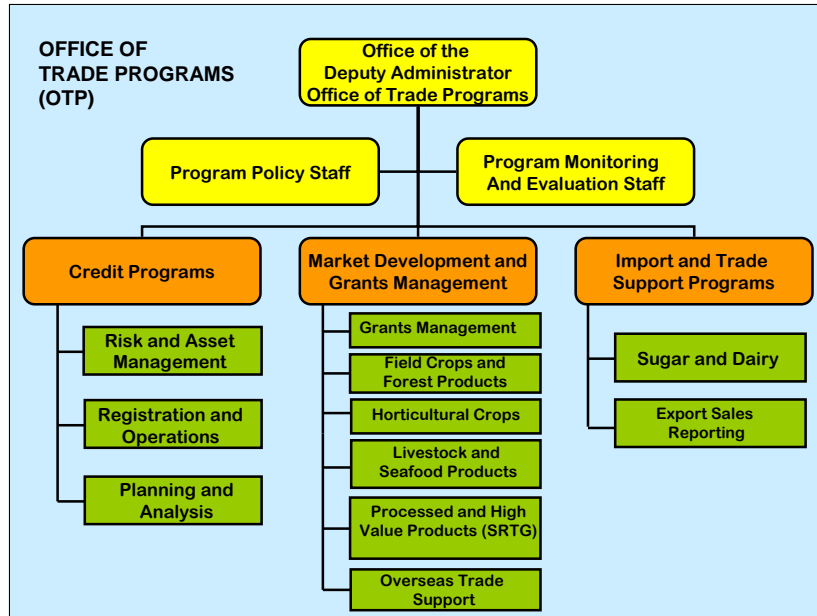 OFFICE OF
TRADE PROGRAMS
(OTP)
Office of the
Deputy Administrator
Office of Trade Programs
Program Policy Staff
Program Monitoring
And Evaluation Staff
Credit Programs
Market Development and
Grants Management
Import and Trade
Support Programs
Risk and Asset
Management
Registration and
Operations
Planning and
Analysis
Grants Management
Field Crops and
Forest Products
Horticultural Crops
Livestock and
Seafood Products
Processed and High
Value Products (SRTG)
Overseas Trade
Support
Sugar and Dairy
Export Sales
Reporting